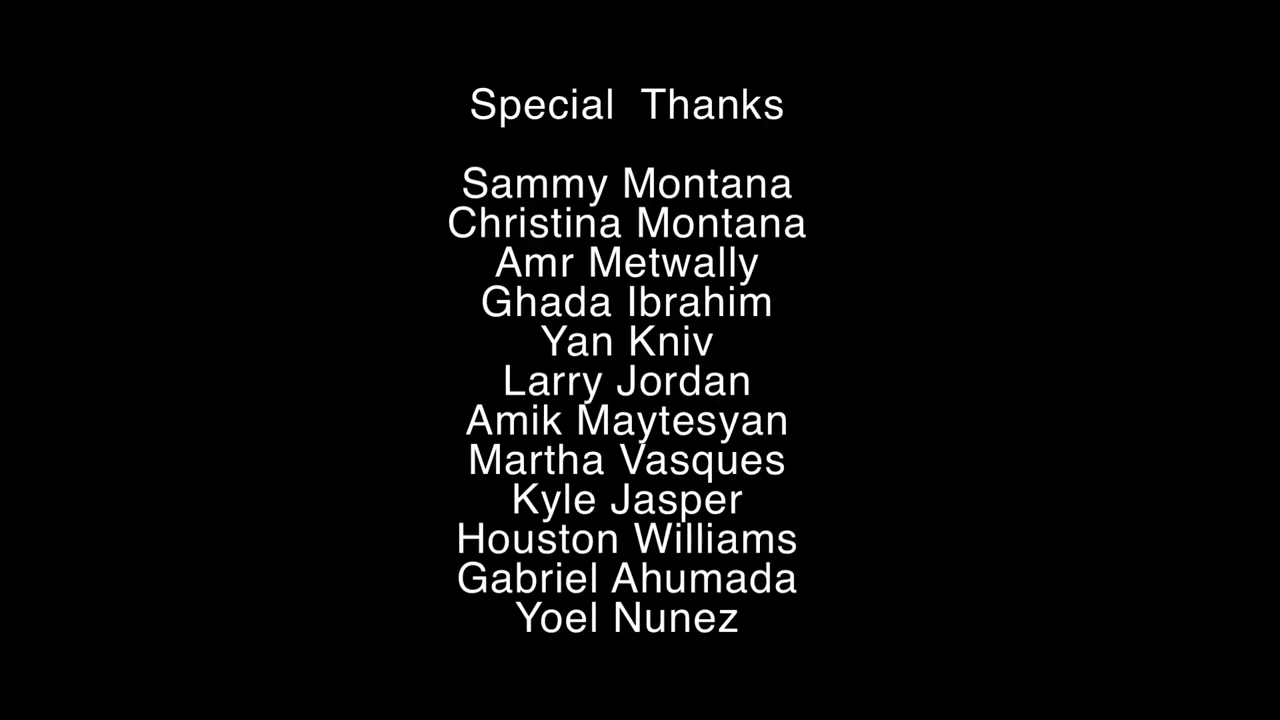 Special Thanks
Sammy Montana
Christina Montana
Amr Metwally
Ghada Ibrahim
Yan Kniv
Larry Jordan
Amik Maytesyan
Martha Vasques
Kyle Jasper
Houston Williams
Gabriel Ahumada
Yoel Nunez